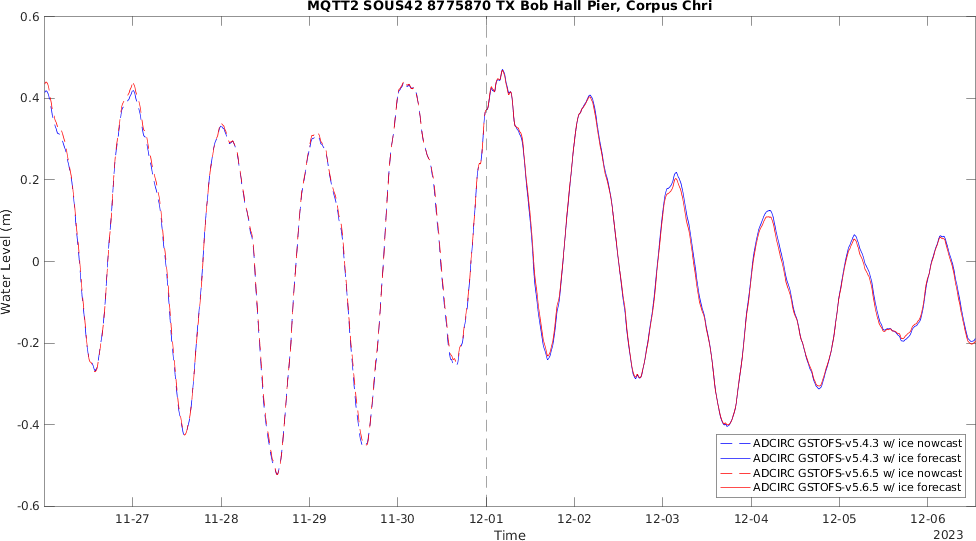 MQTT2 SOUS42 8775870 TX Bob Hall Pier, Corpus Chri
0.6
0.4
0.2
0
-0.2
-0.4
-0.6
Water Level (m)
ADCIRC GSTOFS-v5.4.3 w/ ice nowcast
ADCIRC GSTOFS-v5.4.3 w/ ice forecast
ADCIRC GSTOFS-v5.6.5 w/ ice nowcast
ADCIRC GSTOFS-v5.6.5 w/ ice forecast
11-27 11-28 11-29 11-30 12-01 12-02 12-03 12-04 12-05 12-06
Time 2023